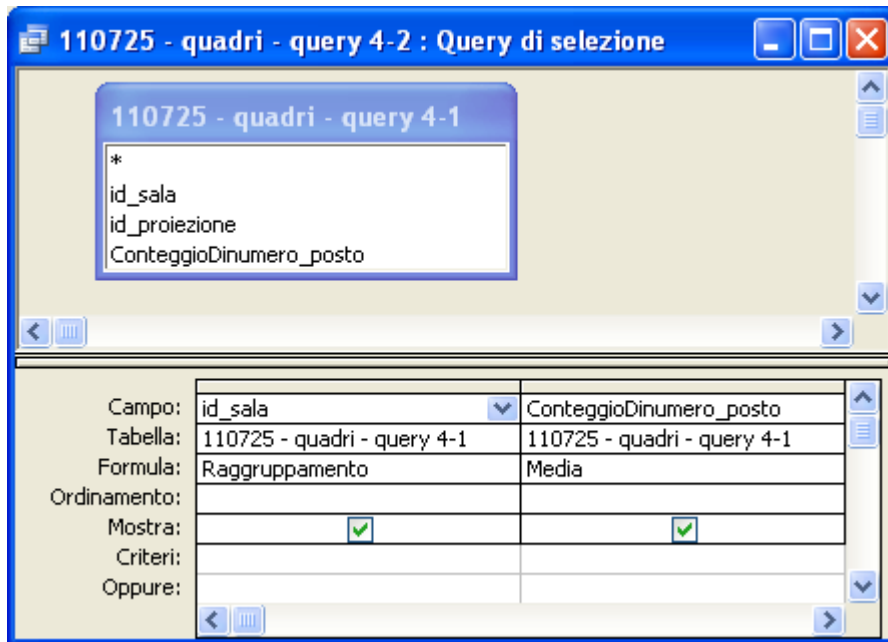 110725 - quadri - query 4-2 : Query di selezione
110725 - quadri - query 4-1
*
id_sala
id_proiezione
ConteggioDinumero_posto
Campo: id_sala ConteggioDinumero_posto
Tabella: 110725 - quadri - query 4-1 110725 - quadri - query 4-1
Formula: Raggruppamento Media
Ordinamento:
Mostra:
Criteri:
Oppure: